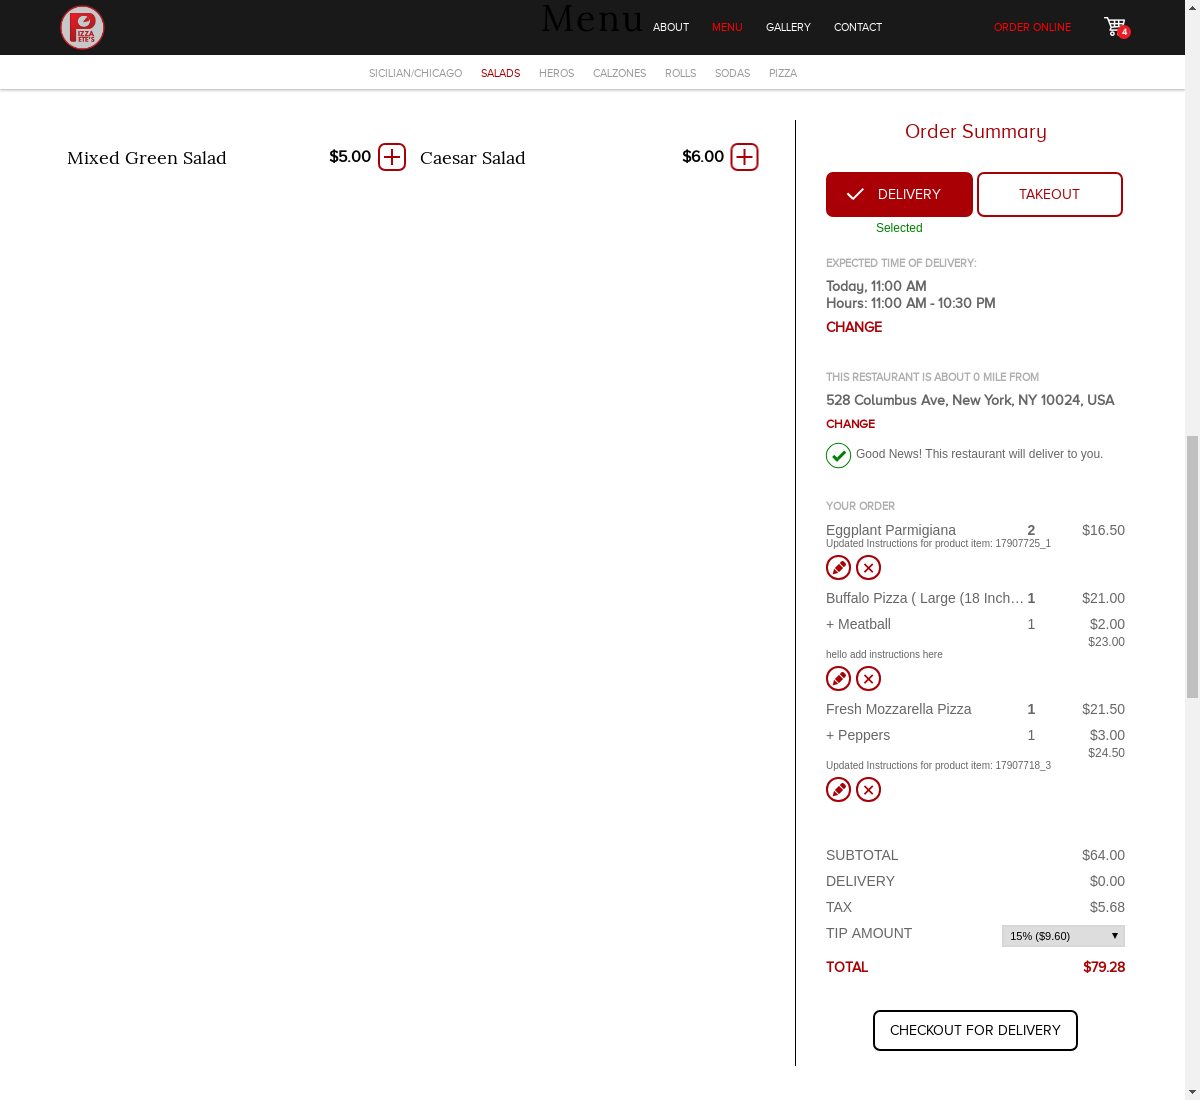 PIZZA
PETE'S
Menu
ABOUT
MENU
GALLERY
CONTACT
ORDER ONLINE
4
SICILIAN/CHICAGO
SALADS
HEROS
CALZONES
ROLLS
SODAS
PIZZA
Mixed Green Salad
$5.00
Caesar Salad
$6.00
Order Summary
DELIVERY
TAKEOUT
Selected
EXPECTED TIME OF DELIVERY:
Today, 11:00 AM
Hours: 11:00 AM - 10:30 PM
CHANGE
THIS RESTAURANT IS ABOUT 0 MILE FROM
528 Columbus Ave, New York, NY 10024, USA
CHANGE
Good News! This restaurant will deliver to you.
YOUR ORDER
Eggplant Parmigiana 2 $16.50
Updated Instructions for product item: 17907725_1
Buffalo Pizza ( Large (18 Inch… 1 $21.00
+ Meatball 1 $2.00
$23.00
hello add instructions here
Fresh Mozzarella Pizza 1 $21.50
+ Peppers 1 $3.00
$24.50
Updated Instructions for product item: 17907718_3
SUBTOTAL $64.00
DELIVERY $0.00
TAX $5.68
TIP AMOUNT 15% ($9.60)
TOTAL $79.28
CHECKOUT FOR DELIVERY